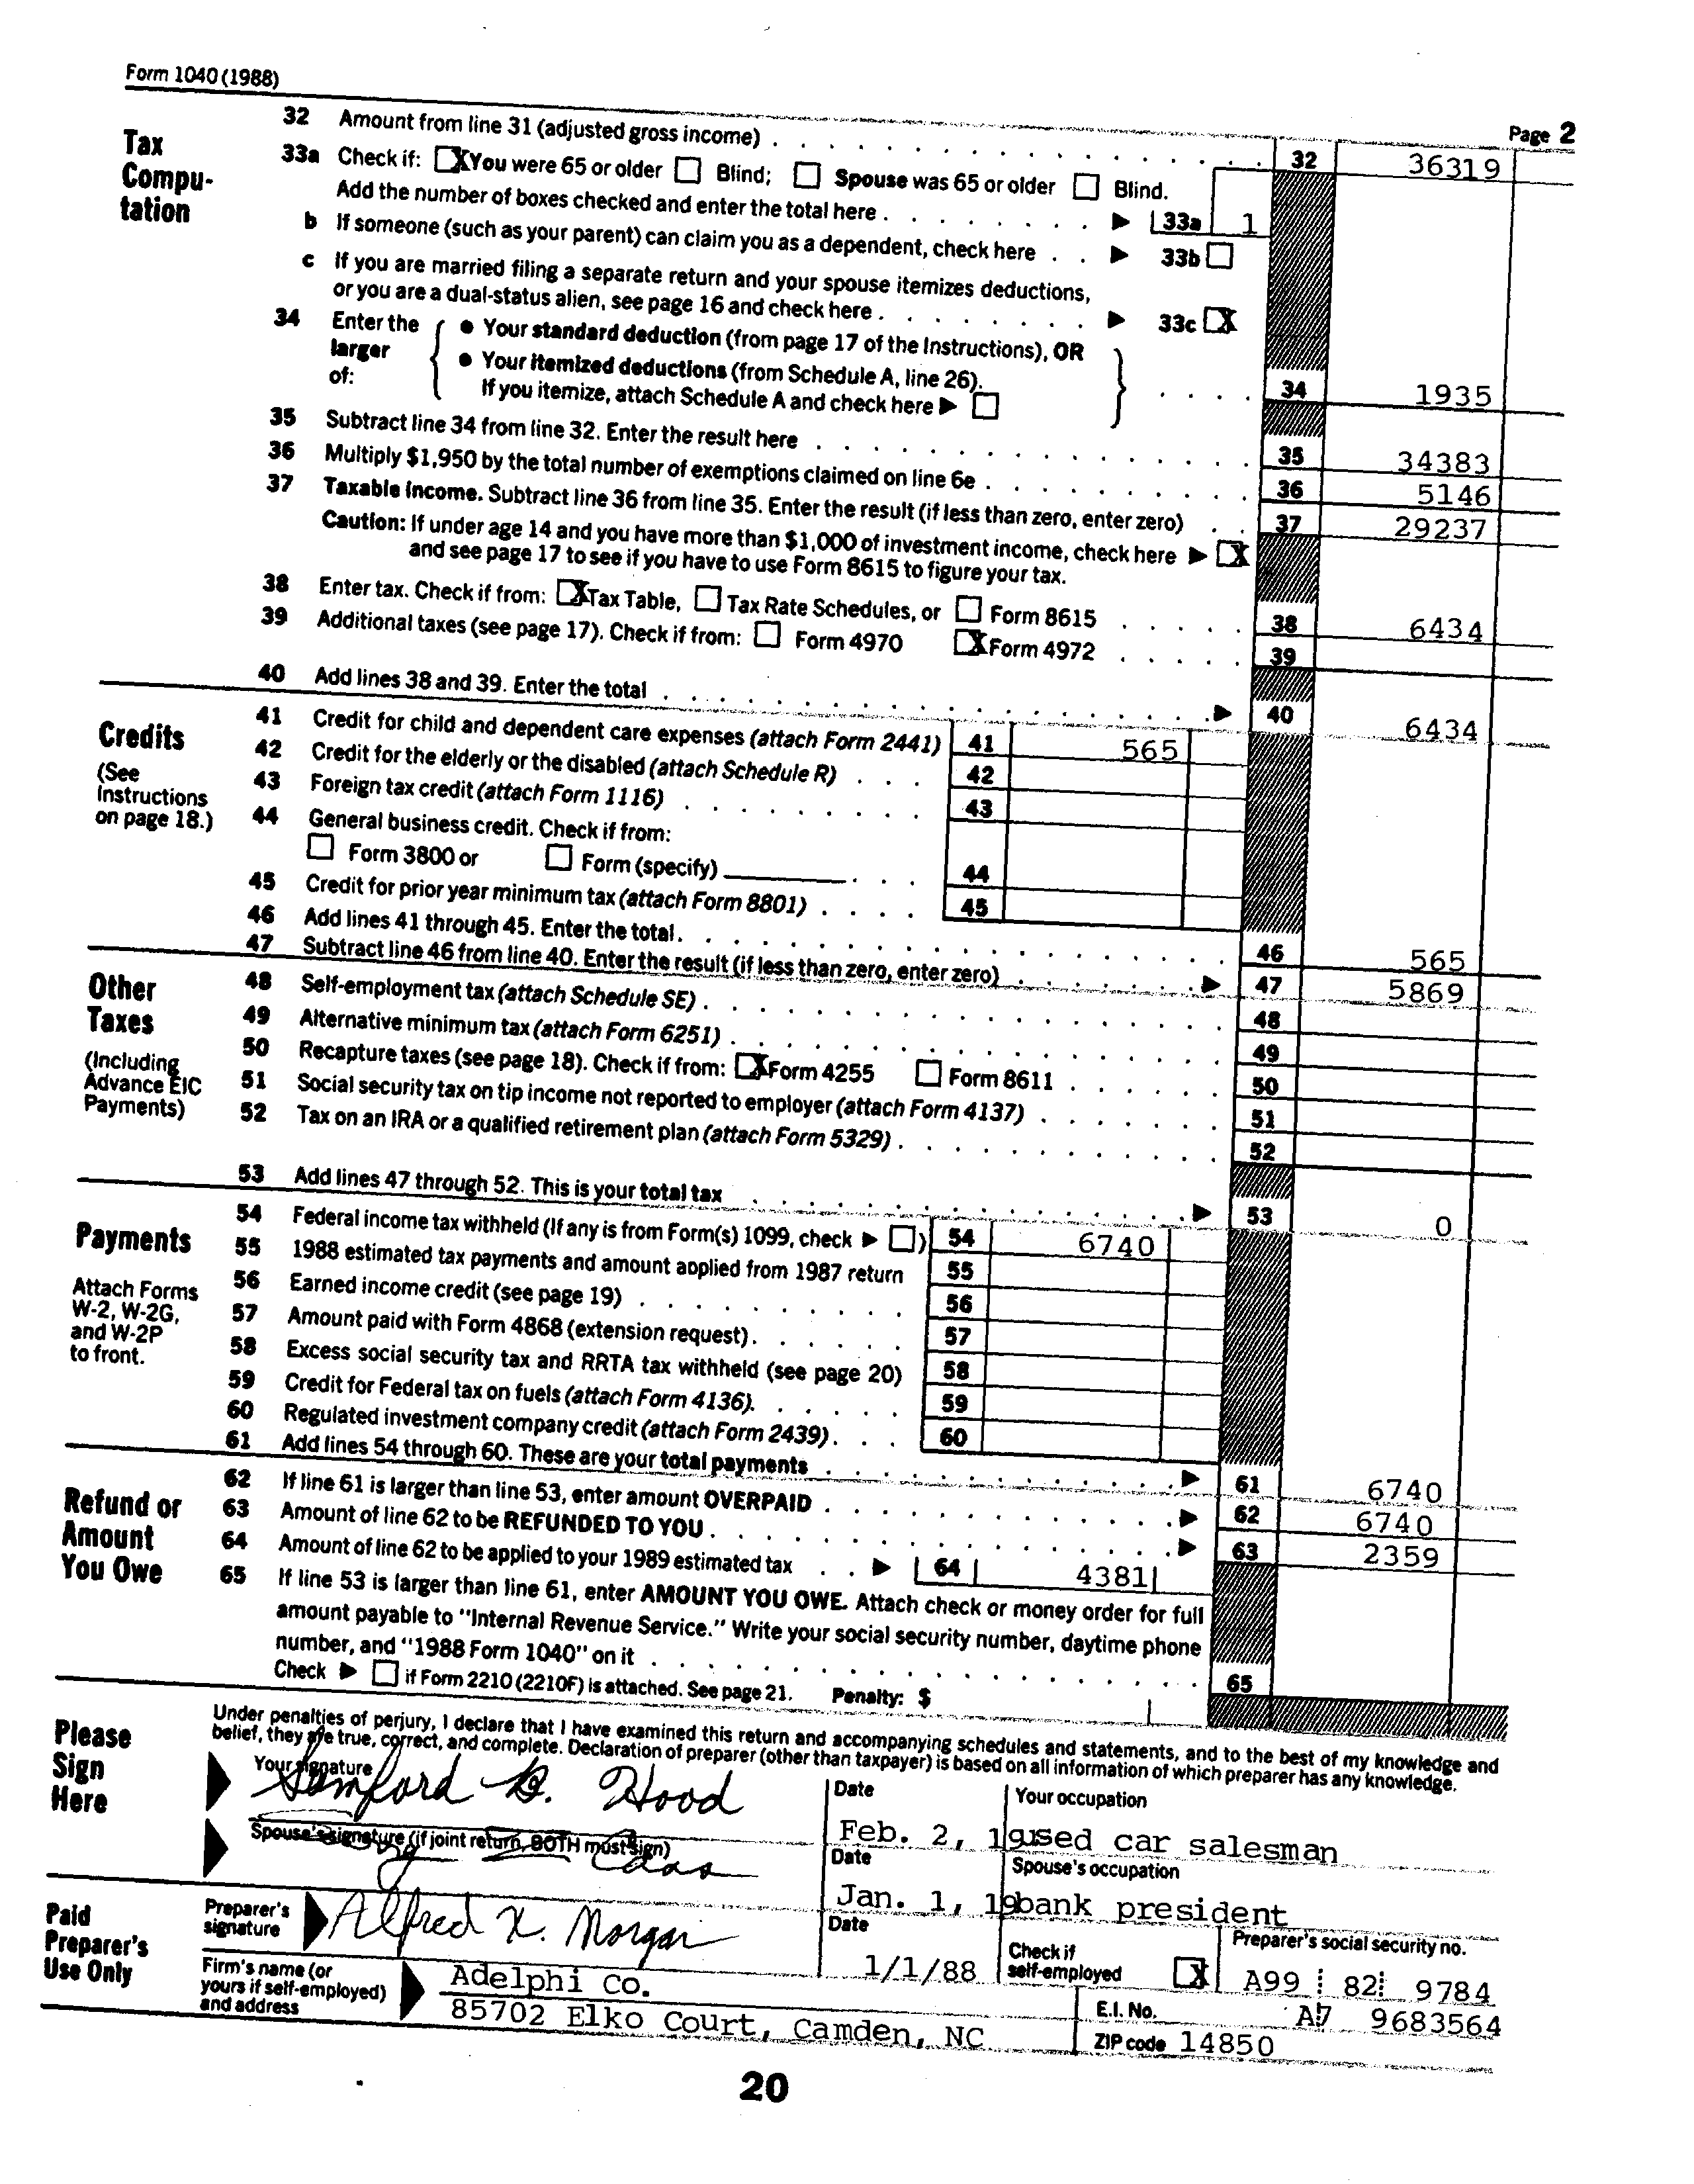 Form 1040 (1988)
Page 2
Tax Compu- tation
32 Amount from line 31 (adjusted gross income) 32 36319
33a Check if: X You were 65 or older Blind; Spouse was 65 or older Blind.
Add the number of boxes checked and enter the total here 33a 1
b If someone (such as your parent) can claim you as a dependent, check here 33b
c If you are married filing a separate return and your spouse itemizes deductions,
or you are a dual-status alien, see page 16 and check here 33c X
34 Enter the larger of:
• Your standard deduction (from page 17 of the Instructions), OR
• Your itemized deductions (from Schedule A, line 26).
If you itemize, attach Schedule A and check here 34 1935
35 Subtract line 34 from line 32. Enter the result here 35 34383
36 Multiply $1,950 by the total number of exemptions claimed on line 6e 36 5146
37 Taxable income. Subtract line 36 from line 35. Enter the result (if less than zero, enter zero) 37 29237
Caution: If under age 14 and you have more than $1,000 of investment income, check here X
and see page 17 to see if you have to use Form 8615 to figure your tax.
38 Enter tax. Check if from: X Tax Table, Tax Rate Schedules, or Form 8615 38 6434
39 Additional taxes (see page 17). Check if from: Form 4970 X Form 4972 39
40 Add lines 38 and 39. Enter the total 40 6434
Credits
(See Instructions on page 18.)
41 Credit for child and dependent care expenses (attach Form 2441) 41 565
42 Credit for the elderly or the disabled (attach Schedule R) 42
43 Foreign tax credit (attach Form 1116) 43
44 General business credit. Check if from:
Form 3800 or Form (specify) 44
45 Credit for prior year minimum tax (attach Form 8801) 45
46 Add lines 41 through 45. Enter the total. 46 565
47 Subtract line 46 from line 40. Enter the result (if less than zero, enter zero) 47 5869
Other Taxes
(Including Advance EIC Payments)
48 Self-employment tax (attach Schedule SE) 48
49 Alternative minimum tax (attach Form 6251) 49
50 Recapture taxes (see page 18). Check if from: X Form 4255 Form 8611 50
51 Social security tax on tip income not reported to employer (attach Form 4137) 51
52 Tax on an IRA or a qualified retirement plan (attach Form 5329) 52
53 Add lines 47 through 52. This is your total tax 53 0
Payments
Attach Forms W-2, W-2G, and W-2P to front.
54 Federal income tax withheld (If any is from Form(s) 1099, check ) 54 6740
55 1988 estimated tax payments and amount applied from 1987 return 55
56 Earned income credit (see page 19) 56
57 Amount paid with Form 4868 (extension request) 57
58 Excess social security tax and RRTA tax withheld (see page 20) 58
59 Credit for Federal tax on fuels (attach Form 4136). 59
60 Regulated investment company credit (attach Form 2439) 60
61 Add lines 54 through 60. These are your total payments 61 6740
Refund or Amount You Owe
62 If line 61 is larger than line 53, enter amount OVERPAID 62 6740
63 Amount of line 62 to be REFUNDED TO YOU 63 2359
64 Amount of line 62 to be applied to your 1989 estimated tax 64 4381
65 If line 53 is larger than line 61, enter AMOUNT YOU OWE. Attach check or money order for full
amount payable to "Internal Revenue Service." Write your social security number, daytime phone
number, and "1988 Form 1040" on it 65
Check if Form 2210 (2210F) is attached. See page 21. Penalty: $
Please Sign Here
Under penalties of perjury, I declare that I have examined this return and accompanying schedules and statements, and to the best of my knowledge and
belief, they are true, correct, and complete. Declaration of preparer (other than taxpayer) is based on all information of which preparer has any knowledge.
Your signature Date Your occupation
Samford B. Hood Feb. 2, 19 used car salesman
Spouse's signature (if joint return, BOTH must sign) Date Spouse's occupation
Jan. 1, 19 bank president
Paid Preparer's Use Only
Preparer's signature Alfred X. Morgan Date 1/1/88 Check if self-employed X Preparer's social security no. A99 82 9784
Firm's name (or yours if self-employed) and address
Adelphi Co. E.I. No. A7 9683564
85702 Elko Court, Camden, NC ZIP code 14850
20